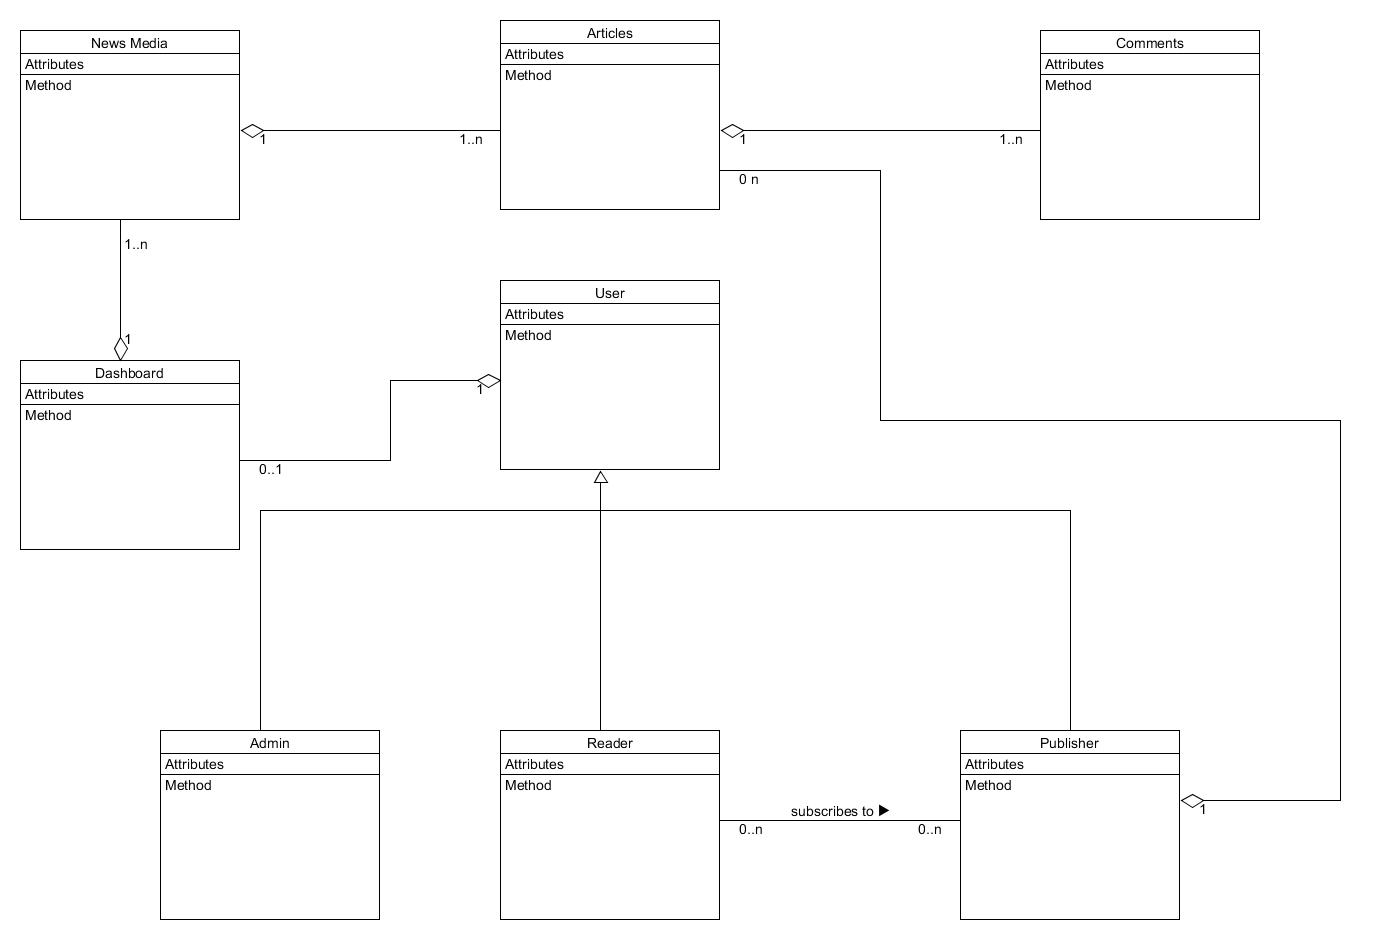 News Media
Attributes
Method
1
1..n
Articles
Attributes
Method
1
1..n
0 n
Comments
Attributes
Method
1..n
1
Dashboard
Attributes
Method
0..1
User
Attributes
Method
1
Admin
Attributes
Method
Reader
Attributes
Method
subscribes to ▶
0..n
0..n
Publisher
Attributes
Method
1